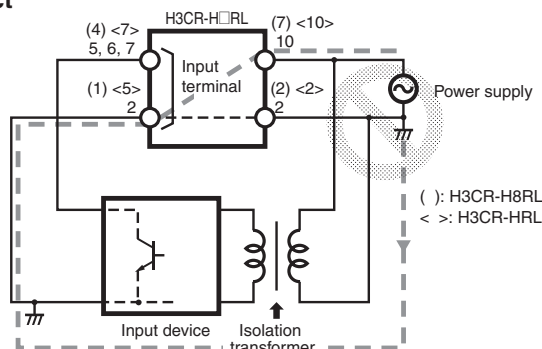 ct
H3CR-H□RL
(4) <7>
5, 6, 7
(7) <10>
10
Input
terminal
(1) <5>
2
(2) <2>
2
Power supply
( ): H3CR-H8RL
< >: H3CR-HRL
Input device
Isolation
transformer